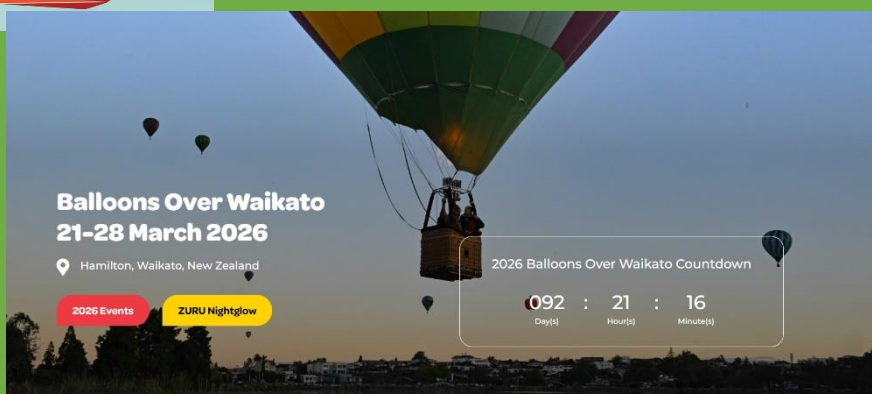 Balloons Over Waikato
21-28 March 2026
Hamilton, Waikato, New Zealand
2026 Events
ZURU Nightglow
2026 Balloons Over Waikato Countdown
092 : 21 : 16
Day(s) Hour(s) Minute(s)